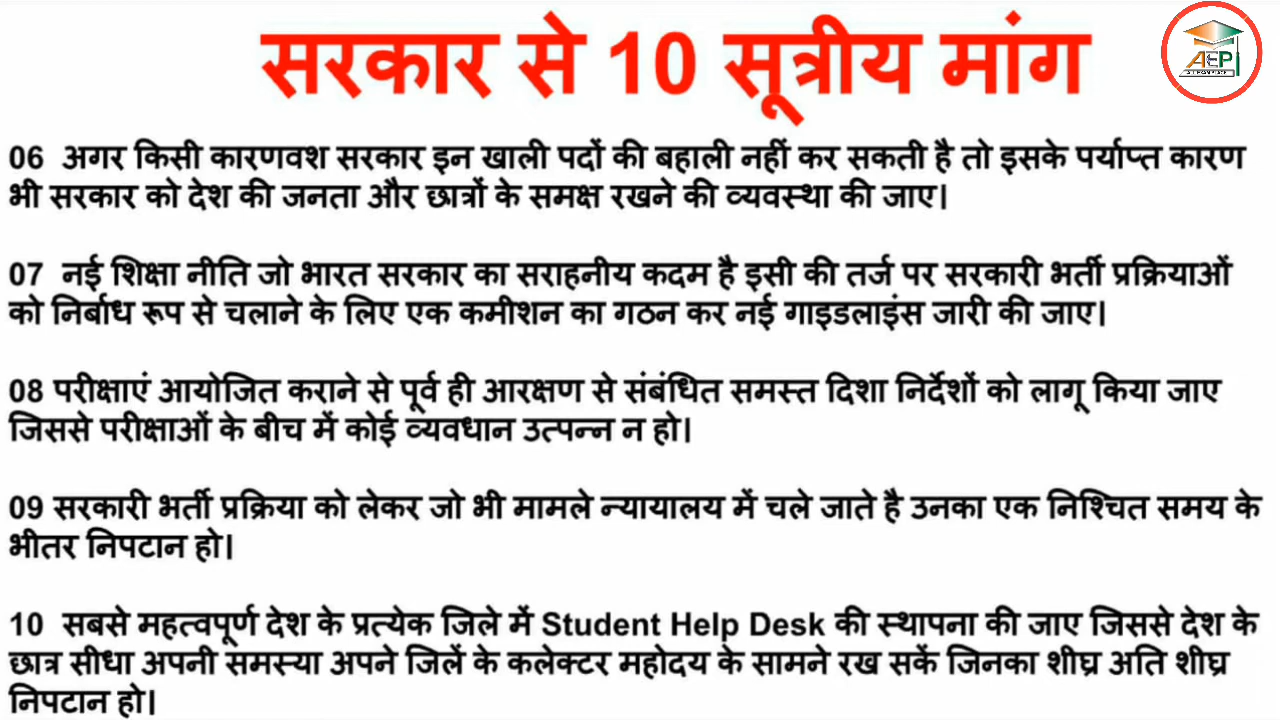 सरकार से 10 सूत्रीय मांग
AEP
06 अगर किसी कारणवश सरकार इन खाली पदों की बहाली नहीं कर सकती है तो इसके पर्याप्त कारण
भी सरकार को देश की जनता और छात्रों के समक्ष रखने की व्यवस्था की जाए।
07 नई शिक्षा नीति जो भारत सरकार का सराहनीय कदम है इसी की तर्ज पर सरकारी भर्ती प्रक्रियाओं
को निर्बाध रूप से चलाने के लिए एक कमीशन का गठन कर नई गाइडलाइंस जारी की जाए।
08 परीक्षाएं आयोजित कराने से पूर्व ही आरक्षण से संबंधित समस्त दिशा निर्देशों को लागू किया जाए
जिससे परीक्षाओं के बीच में कोई व्यवधान उत्पन्न न हो।
09 सरकारी भर्ती प्रक्रिया को लेकर जो भी मामले न्यायालय में चले जाते है उनका एक निश्चित समय के
भीतर निपटान हो।
10 सबसे महत्वपूर्ण देश के प्रत्येक जिले में Student Help Desk की स्थापना की जाए जिससे देश के
छात्र सीधा अपनी समस्या अपने जिलें के कलेक्टर महोदय के सामने रख सकें जिनका शीघ्र अति शीघ्र
निपटान हो।